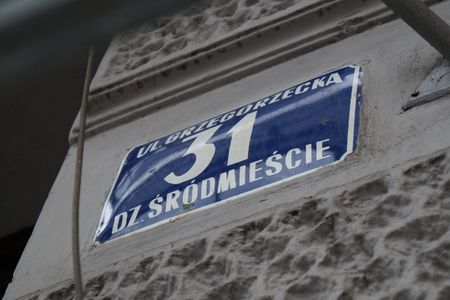 UL. GRZEGÓRZECKA
31
DZ. ŚRÓDMIEŚCIE